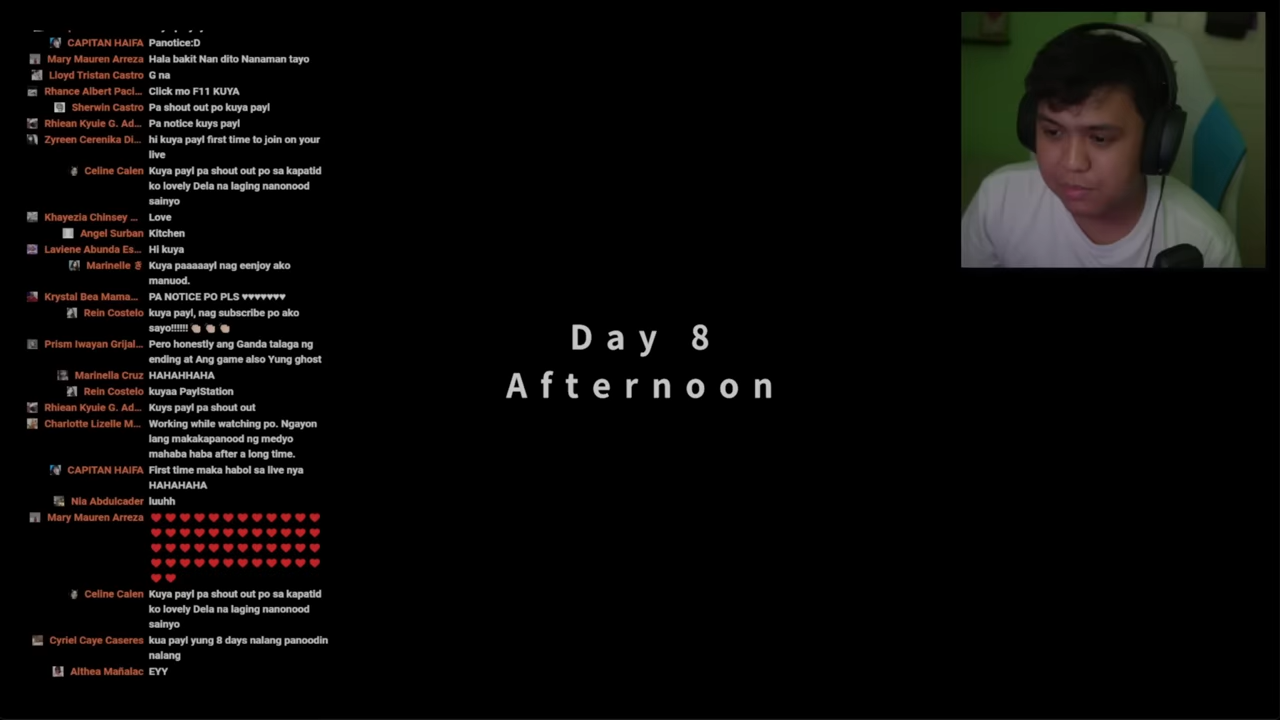 CAPITAN HAIFA Panotice:D
Mary Mauren Arreza Hala bakit Nan dito Nanaman tayo
Lloyd Tristan Castro G na
Rhance Albert Paci... Click mo F11 KUYA
Sherwin Castro Pa shout out po kuya payl
Rhiean Kyuie G. Ad... Pa notice kuys payl
Zyreen Cerenika Di... hi kuya payl first time to join on your
live
Celine Calen Kuya payl pa shout out po sa kapatid
ko lovely Dela na laging nanonood
sainyo
Khayezia Chinsey ... Love
Angel Surban Kitchen
Laviene Abunda Es... Hi kuya
Marinelle き Kuya paaaaayl nag eenjoy ako
manuod.
Krystal Bea Mama... PA NOTICE PO PLS ♥♥♥♥♥♥♥
Rein Costelo kuya payl, nag subscribe po ako
sayo!!!!!! 👏🏼 👏🏼 👏🏼
Prism Iwayan Grijal... Pero honestly ang Ganda talaga ng
ending at Ang game also Yung ghost
Marinella Cruz HAHAHHAHA
Rein Costelo kuyaa PaylStation
Rhiean Kyuie G. Ad... Kuys payl pa shout out
Charlotte Lizelle M... Working while watching po. Ngayon
lang makakapanood ng medyo
mahaba haba after a long time.
CAPITAN HAIFA First time maka habol sa live nya
HAHAHAHA
Nia Abdulcader luuhh
Mary Mauren Arreza ❤❤❤❤❤❤❤❤❤❤❤❤
❤❤❤❤❤❤❤❤❤❤❤❤
❤❤❤❤❤❤❤❤❤❤❤❤
❤❤❤❤❤❤❤❤❤❤❤❤
❤❤
Celine Calen Kuya payl pa shout out po sa kapatid
ko lovely Dela na laging nanonood
sainyo
Cyriel Caye Caseres kua payl yung 8 days nalang panoodin
nalang
Althea Mañalac EYY
Day 8
Afternoon